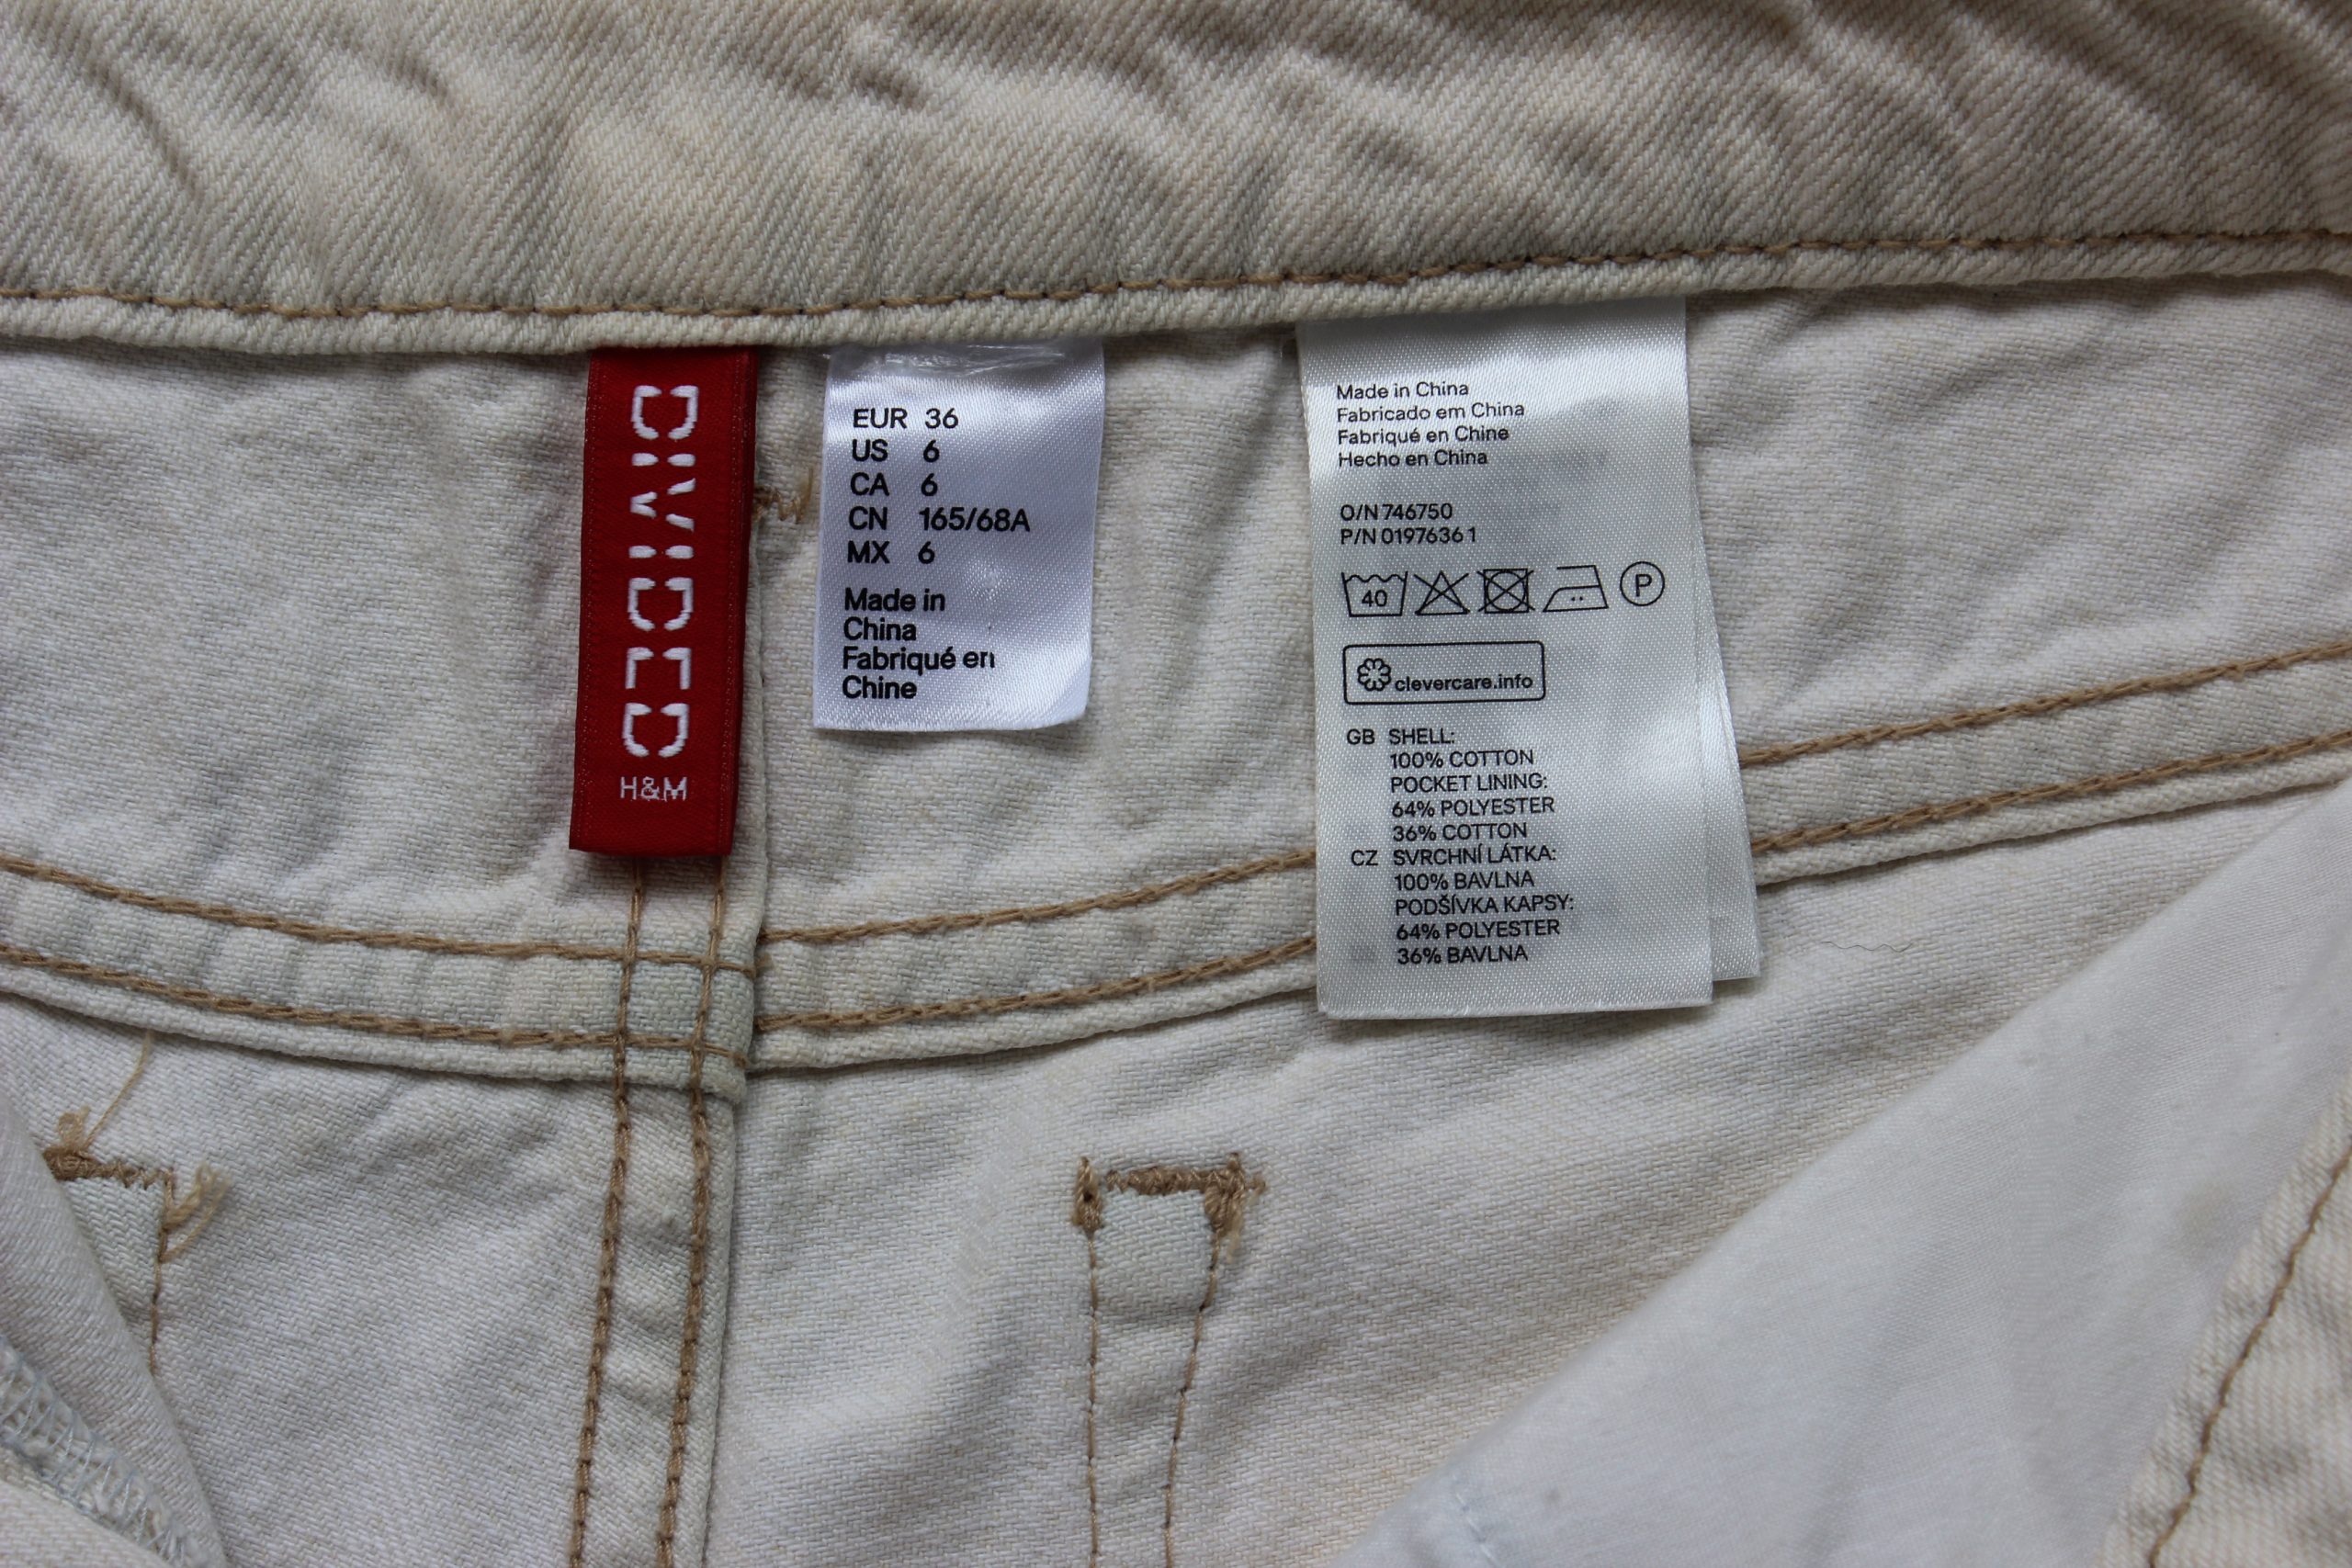 DIVIDED
H&M
EUR 36
US 6
CA 6
CN 165/68A
MX 6
Made in
China
Fabriqué en
Chine
Made in China
Fabricado em China
Fabriqué en Chine
Hecho en China
O/N 746750
P/N 01976361
40
P
clevercare.info
GB SHELL:
100% COTTON
POCKET LINING:
64% POLYESTER
36% COTTON
CZ SVRCHNÍ LÁTKA:
100% BAVLNA
PODŠÍVKA KAPSY:
64% POLYESTER
36% BAVLNA